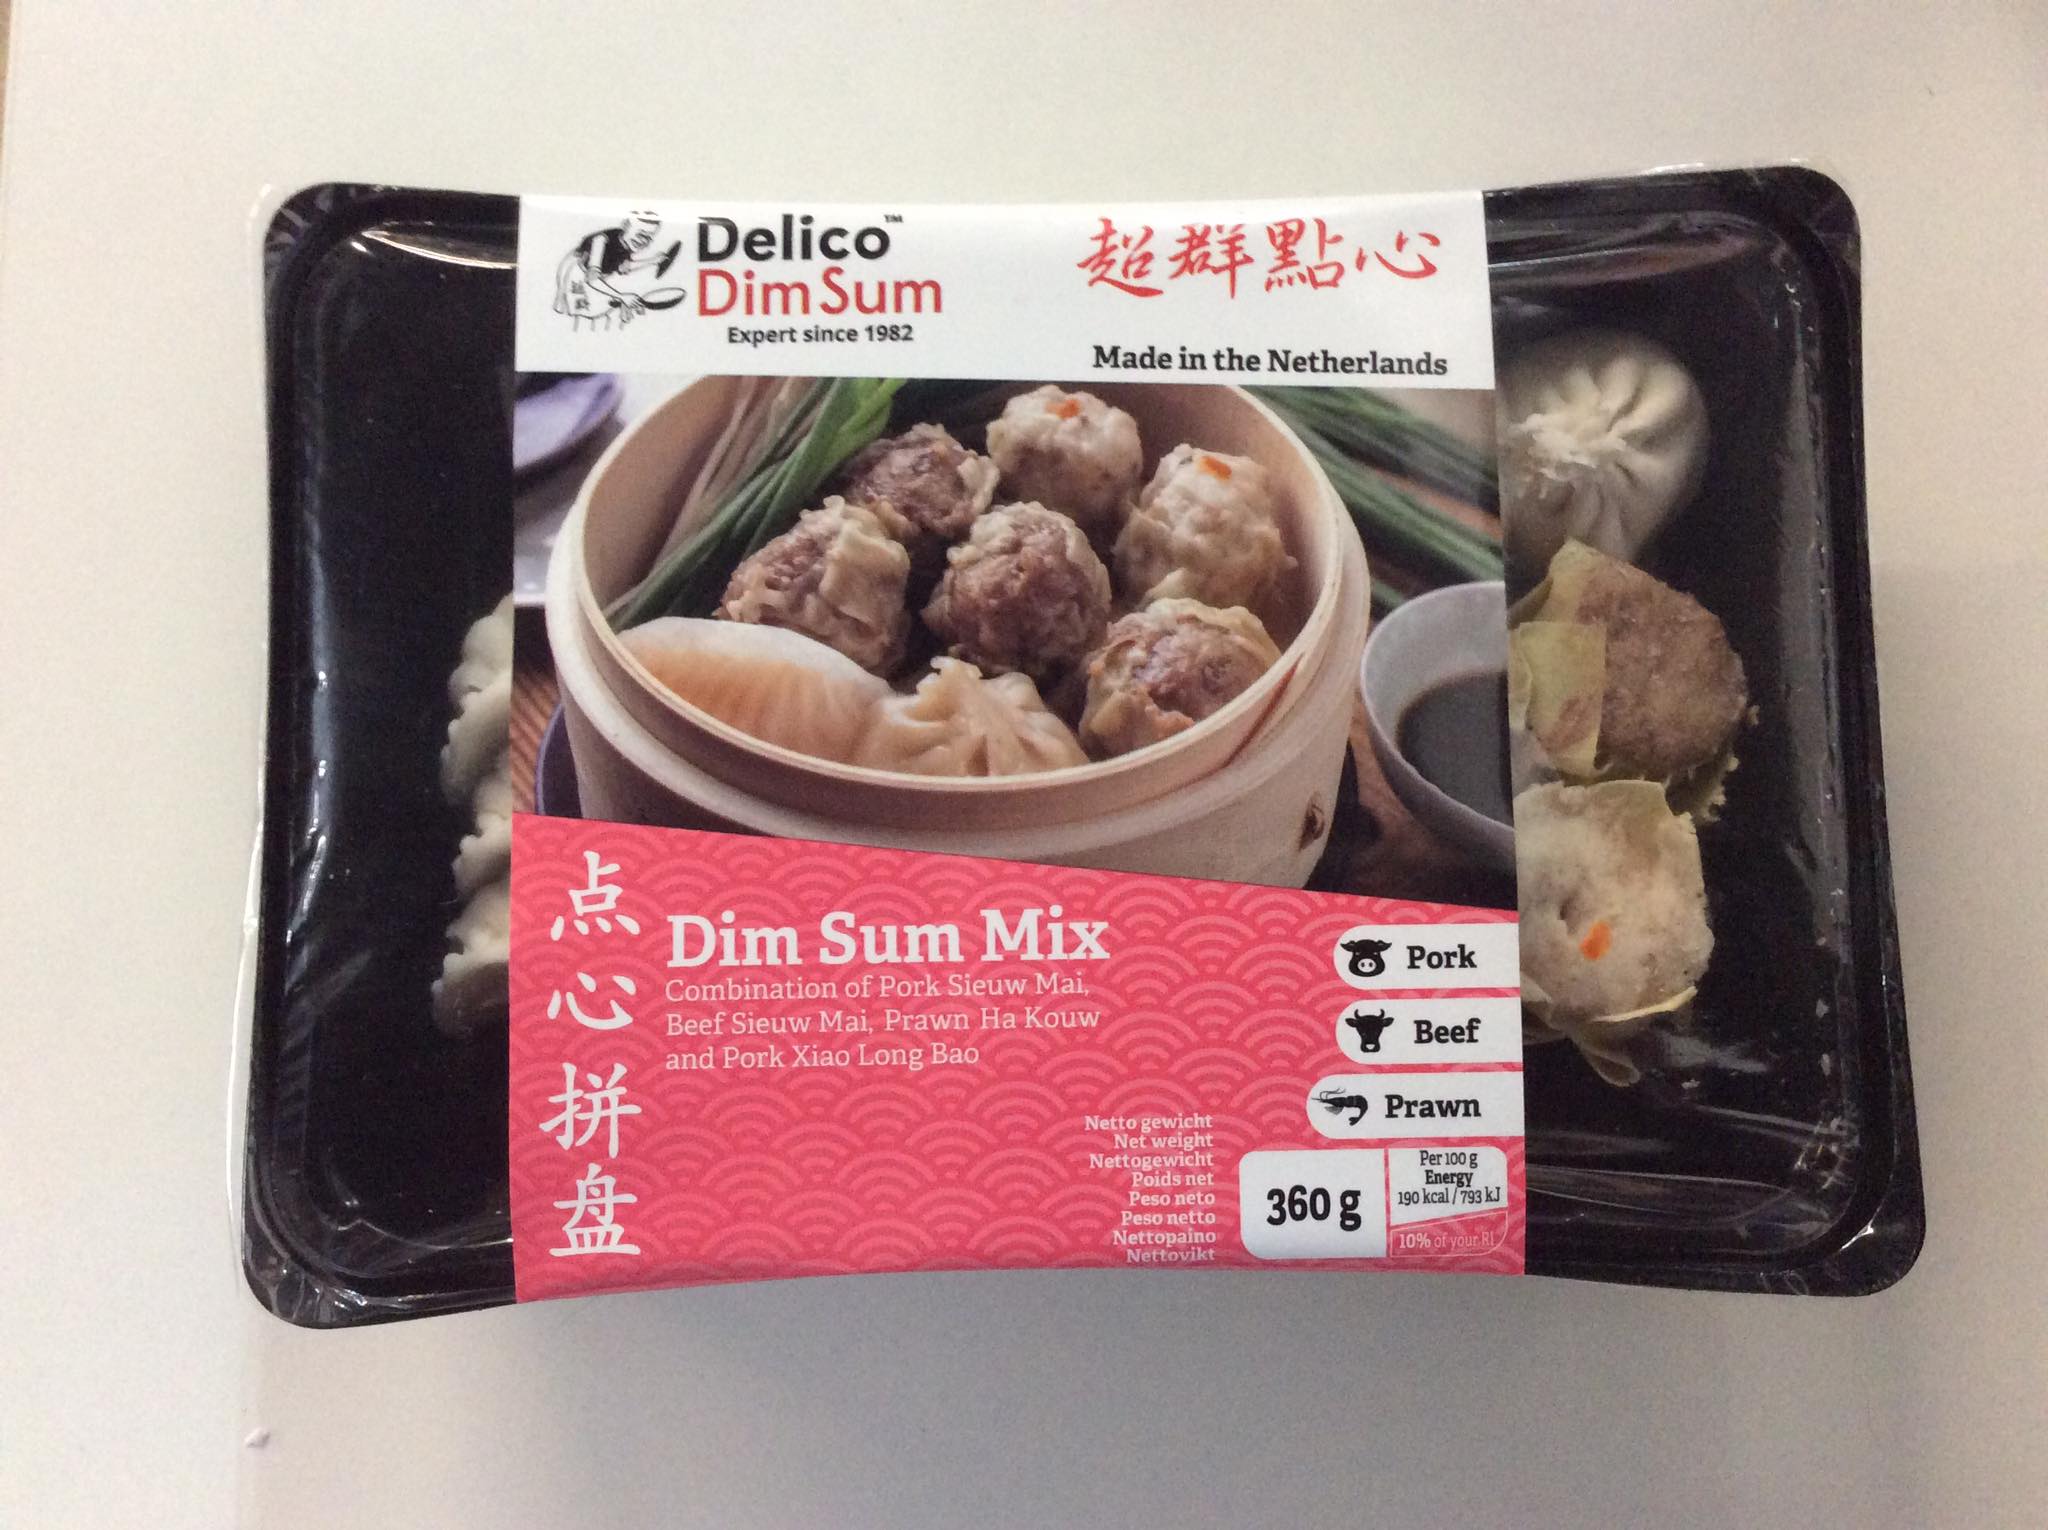 Delico™
Dim Sum
Expert since 1982
超群點心
Made in the Netherlands
点心拼盘
Dim Sum Mix
Combination of Pork Sieuw Mai,
Beef Sieuw Mai, Prawn Ha Kouw
and Pork Xiao Long Bao
Pork
Beef
Prawn
Netto gewicht
Net weight
Nettogewicht
Poids net
Peso neto
Peso netto
Nettopaino
Nettovikt
360 g
Per 100 g
Energy
190 kcal / 793 kJ
10% of your RI